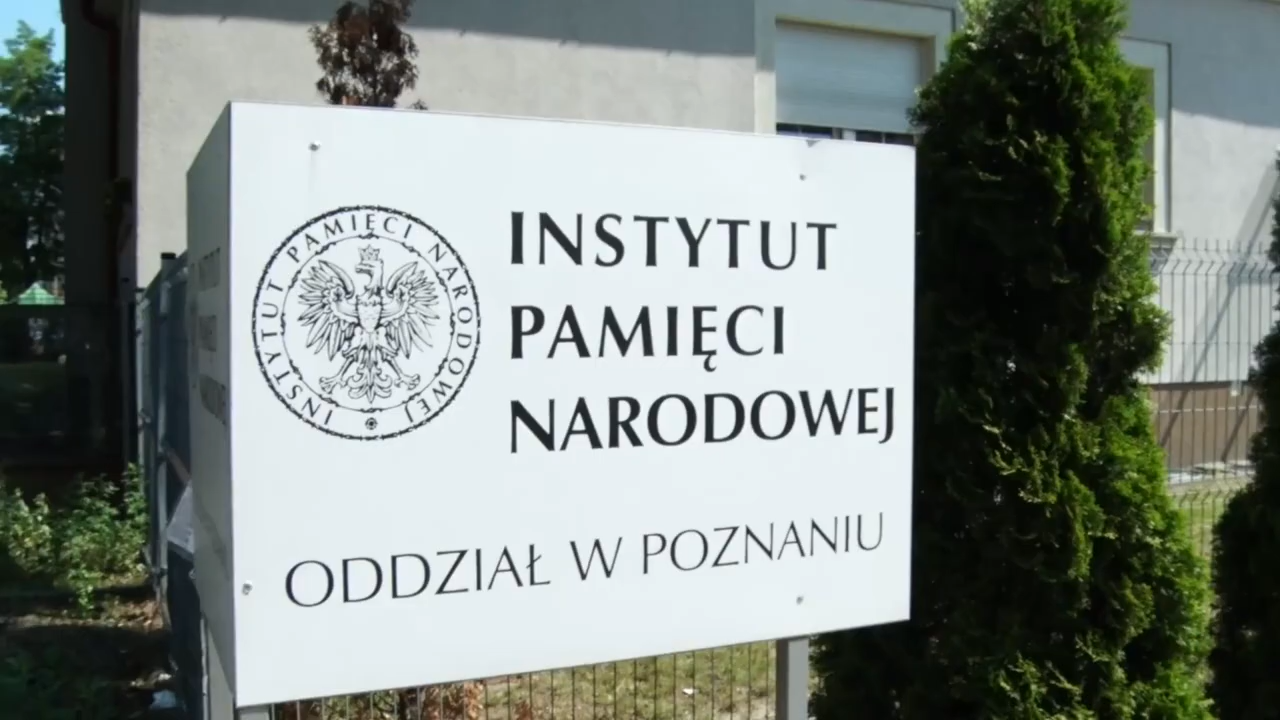 INSTYTUT PAMIĘCI NARODOWEJ
INSTYTUT
PAMIĘCI
NARODOWEJ
ODDZIAŁ W POZNANIU